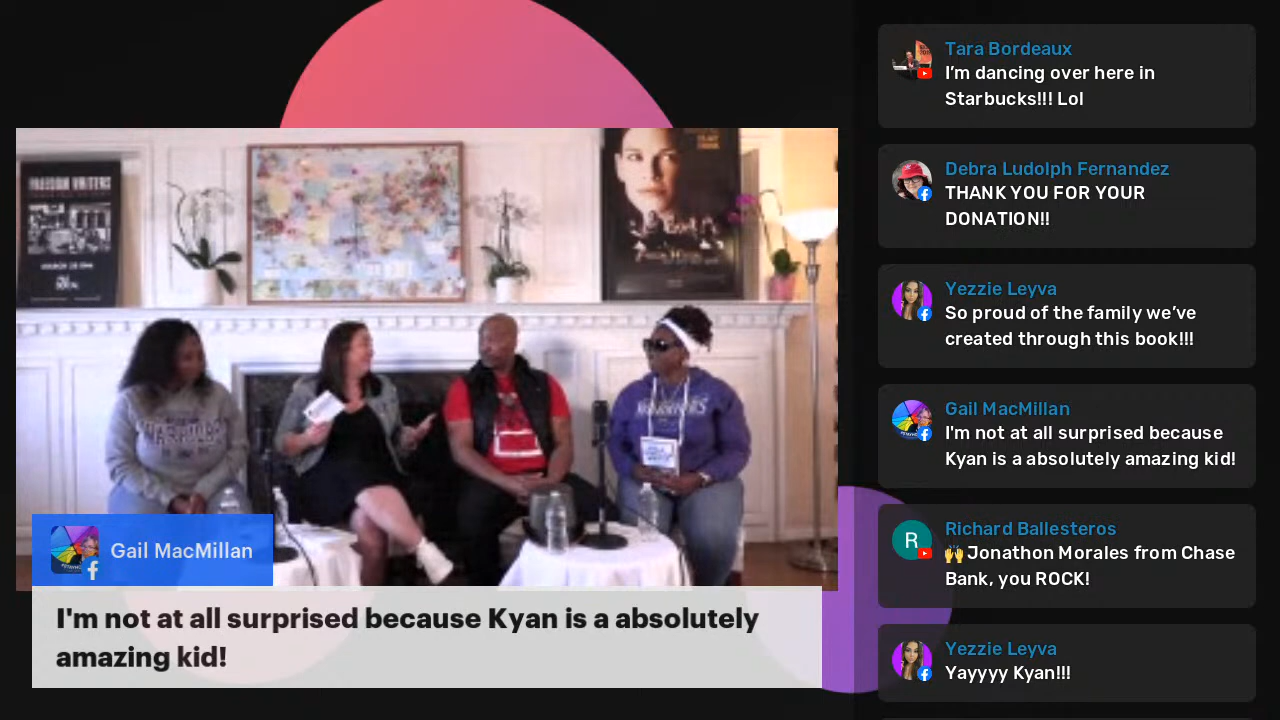 FREEDOM WRITERS
Gail MacMillan
I'm not at all surprised because Kyan is a absolutely
amazing kid!
Tara Bordeaux
I’m dancing over here in
Starbucks!!! Lol
Debra Ludolph Fernandez
THANK YOU FOR YOUR
DONATION!!
Yezzie Leyva
So proud of the family we’ve
created through this book!!!
Gail MacMillan
I'm not at all surprised because
Kyan is a absolutely amazing kid!
R
Richard Ballesteros
🙌Jonathon Morales from Chase
Bank, you ROCK!
Yezzie Leyva
Yayyyy Kyan!!!